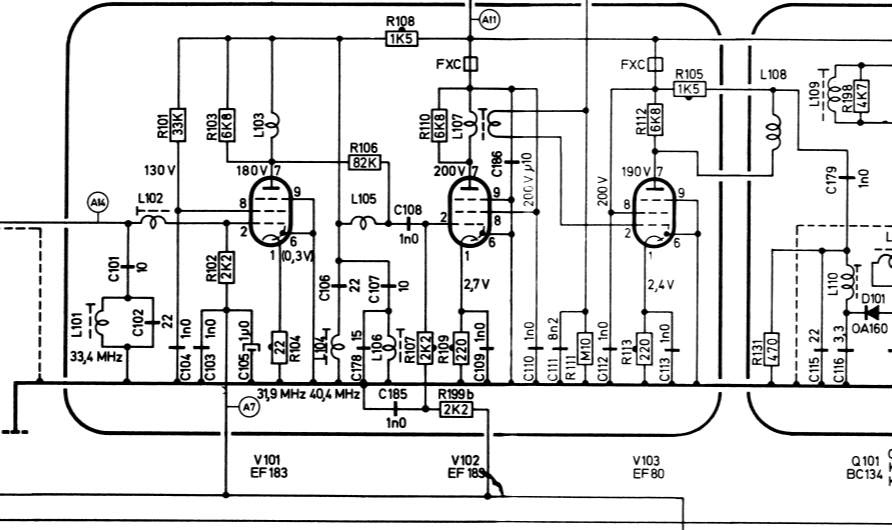 A11
R108
1K5
FXC
FXC
R105
1K5
L108
L109
R198
4K7
R101
33K
R103
6K8
L103
R110
6K8
L107
R112
6K8
R106
82K
C186
µ10
200V
200 V
130 V
180V
7
200V
7
190V
7
C179
1n0
A14
L102
8
9
2
6
1
(0,3V)
L105
C108
1n0
2
9
8
6
1
8
9
2
6
1
C101
10
R102
2K2
C106
22
C107
10
2,7 V
2,4 V
L110
D101
OA160
L101
C102
22
33,4 MHz
C104
1n0
C103
1n0
C105
1µ0
22
R104
L104
C178
15
L106
R107
2K2
R109
220
C109
1n0
C110
1n0
C111
8n2
R111
M10
C112
1n0
R113
220
C113
1n0
R131
470
C115
22
C116
3,3
31,9 MHz
40,4 MHz
C185
1n0
R199b
2K2
A7
V101
EF183
V102
EF183
V103
EF80
Q101
BC134